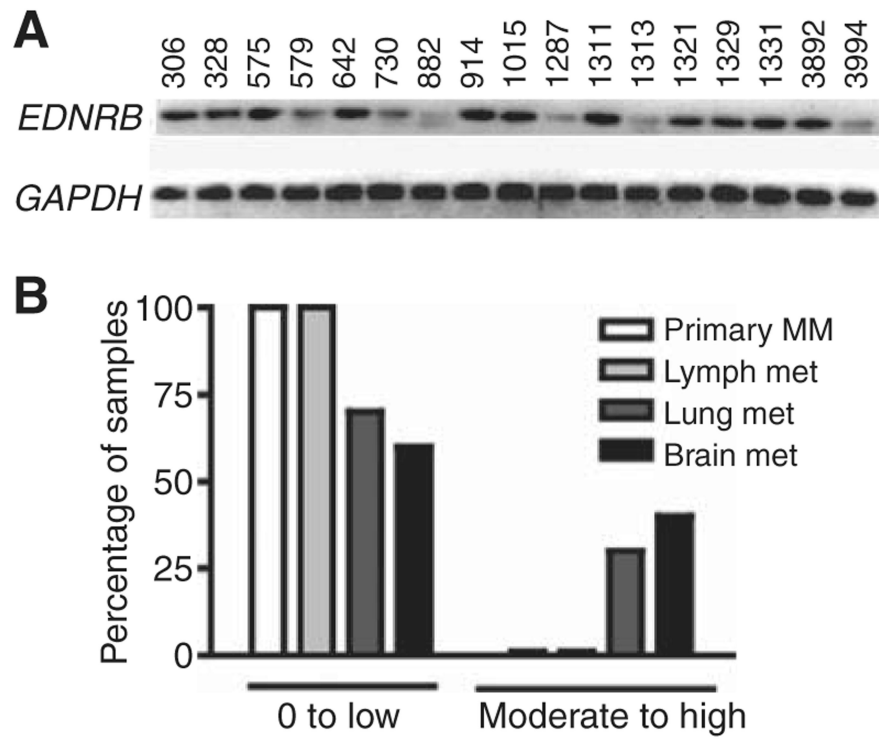 A
306 328 575 579 642 730 882 914 1015 1287 1311 1313 1321 1329 1331 3892 3994
EDNRB
GAPDH
B
Percentage of samples
100
75
50
25
0
Primary MM
Lymph met
Lung met
Brain met
0 to low Moderate to high